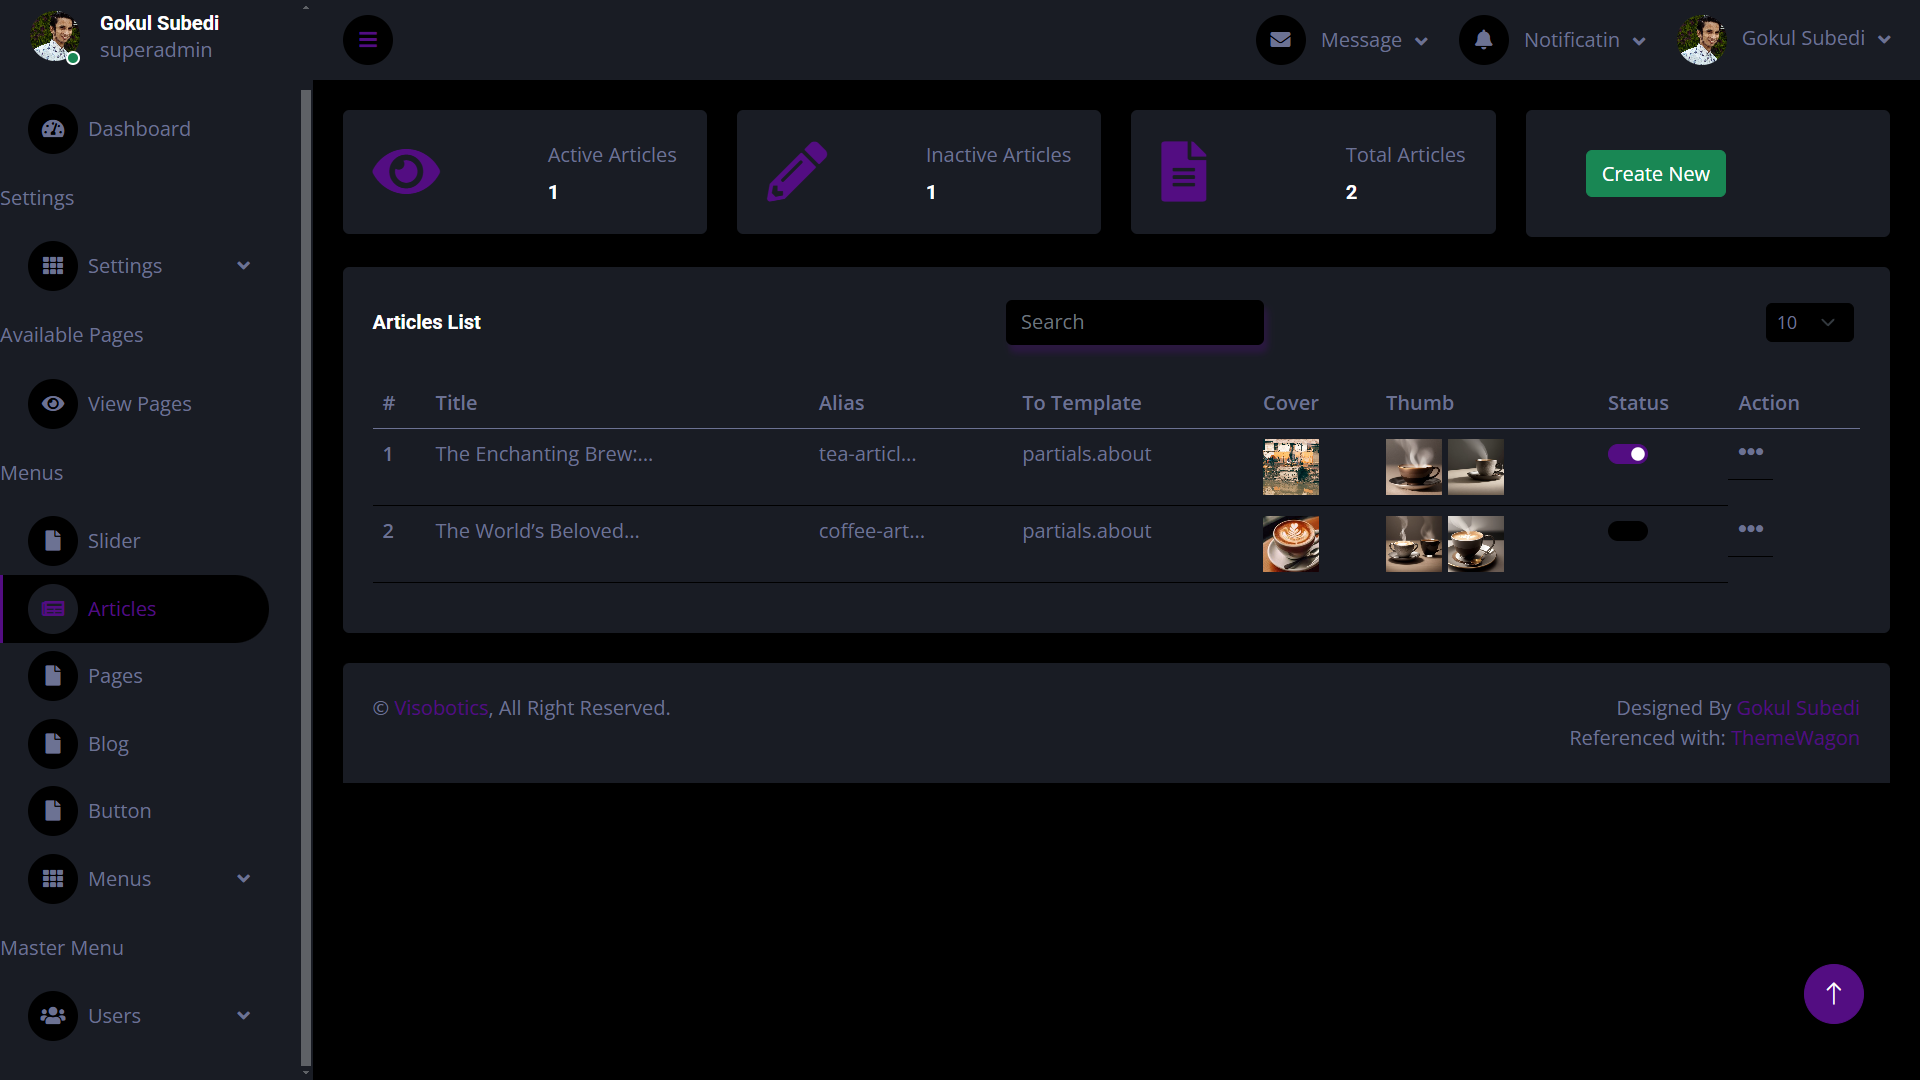 Gokul Subedi
superadmin
Message
Notificatin
Gokul Subedi
Dashboard
Settings
Settings
Available Pages
View Pages
Menus
Slider
Articles
Pages
Blog
Button
Menus
Master Menu
Users
Active Articles
1
Inactive Articles
1
Total Articles
2
Create New
Articles List
Search
10
# Title Alias To Template Cover Thumb Status Action
1 The Enchanting Brew:... tea-articl... partials.about •••
2 The World’s Beloved... coffee-art... partials.about •••
© Visobotics, All Right Reserved.
Designed By Gokul Subedi
Referenced with: ThemeWagon